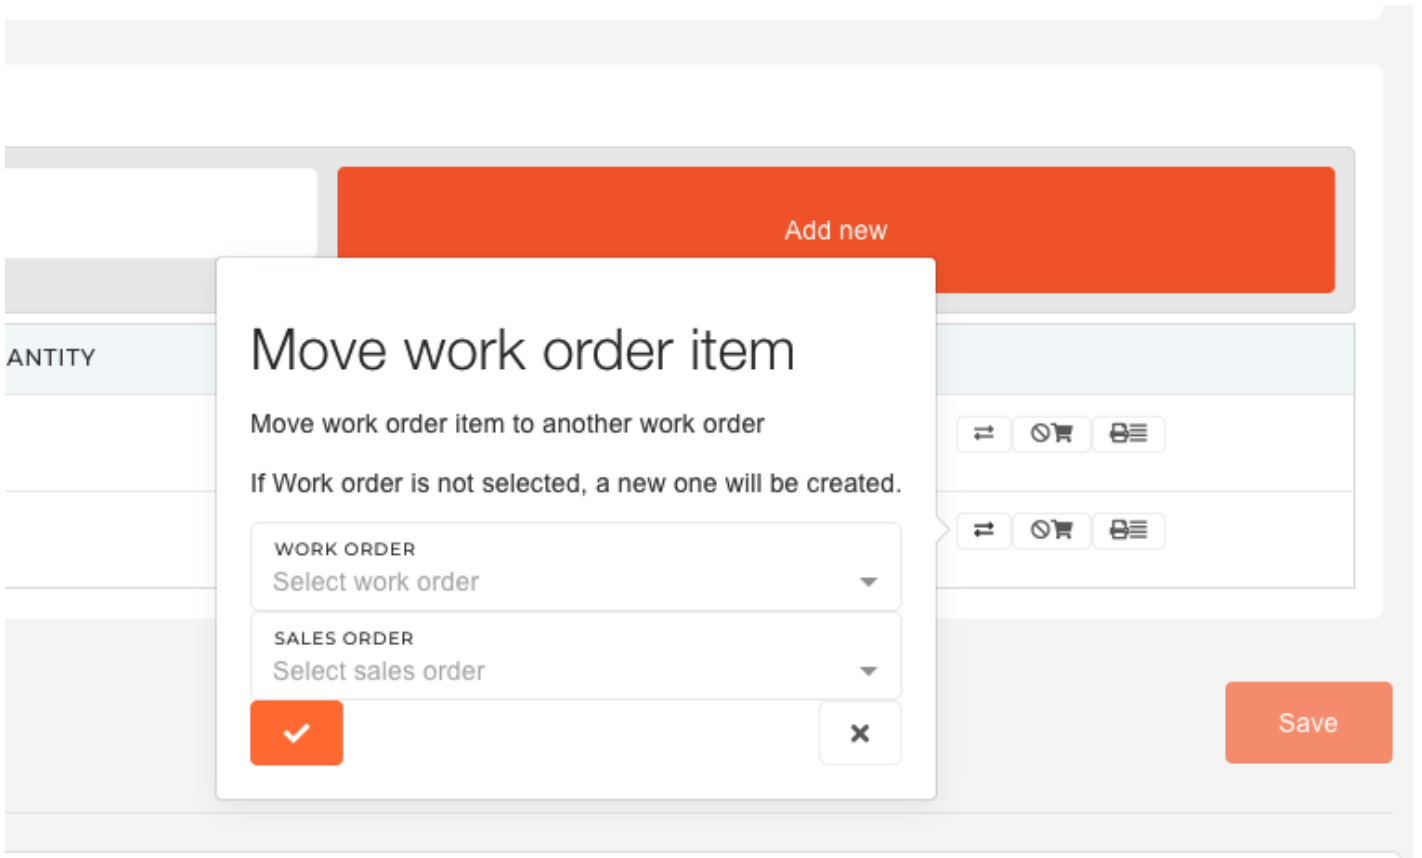 Add new
ANTITY
Move work order item
Move work order item to another work order
If Work order is not selected, a new one will be created.
WORK ORDER
Select work order
SALES ORDER
Select sales order
Save